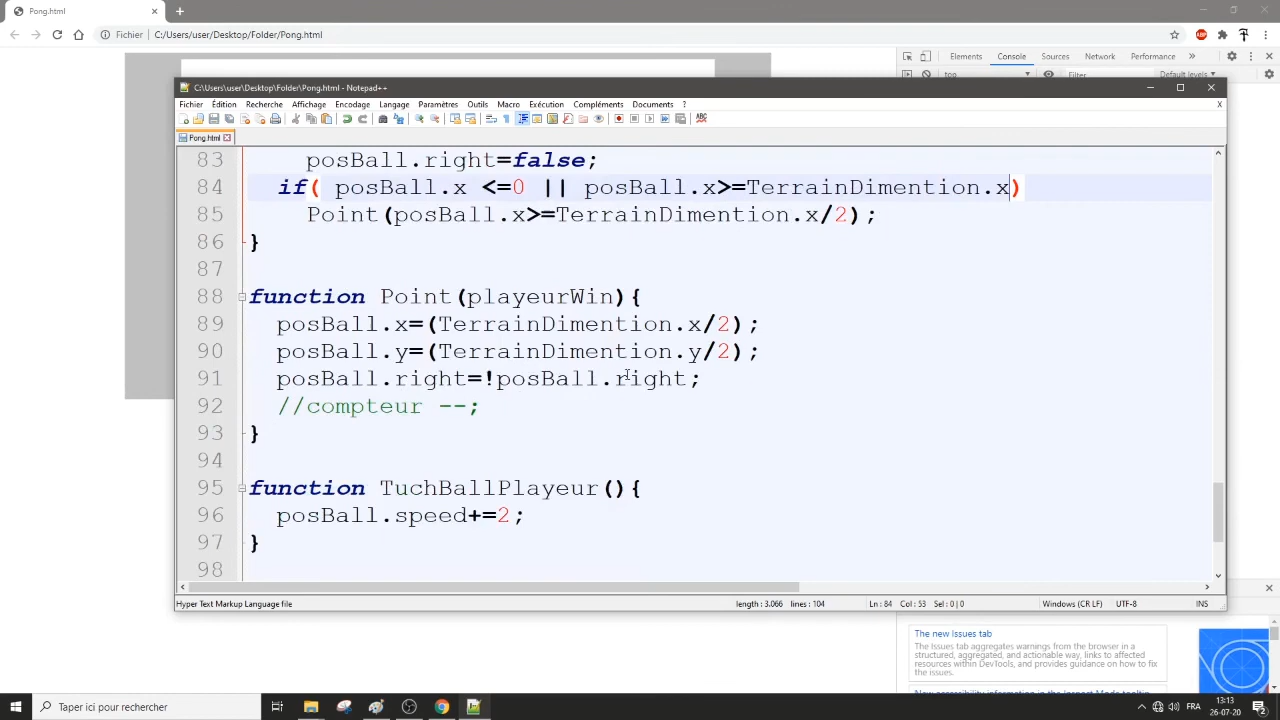 Pong.html
Fichier
C:/Users/user/Desktop/Folder/Pong.html
Elements Console Sources Network Performance
top Filter Default levels
C:\Users\user\Desktop\Folder\Pong.html - Notepad++
Fichier Édition Recherche Affichage Encodage Langage Paramètres Outils Macro Exécution Compléments Documents ?
Pong.html
83 posBall.right=false;
84 if( posBall.x <=0 || posBall.x>=TerrainDimention.x)
85 Point(posBall.x>=TerrainDimention.x/2);
86 }
87
88 function Point(playeurWin){
89 posBall.x=(TerrainDimention.x/2);
90 posBall.y=(TerrainDimention.y/2);
91 posBall.right=!posBall.right;
92 //compteur --;
93 }
94
95 function TuchBallPlayeur(){
96 posBall.speed+=2;
97 }
98
Hyper Text Markup Language file length : 3.066 lines : 104 Ln : 84 Col : 53 Sel : 0 | 0 Windows (CR LF) UTF-8 INS
The new Issues tab
The Issues tab aggregates warnings from the browser in a
structured, aggregated, and actionable way, links to affected
resources within DevTools, and provides guidance on how to fix
the issues.
Taper ici pour rechercher
FRA
13:13
26-07-20